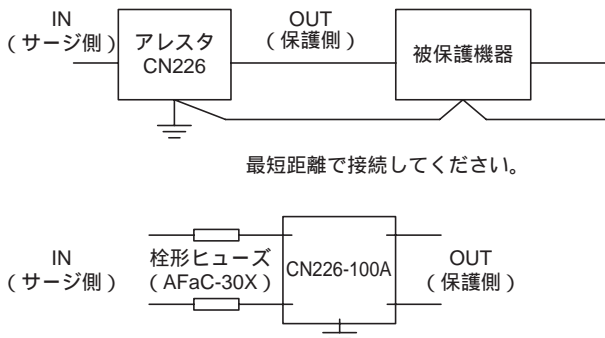 IN
（サージ側）
アレスタ
CN226
OUT
（保護側）
被保護機器
最短距離で接続してください。
IN
（サージ側）
栓形ヒューズ
（AFaC-30X）
CN226-100A
OUT
（保護側）